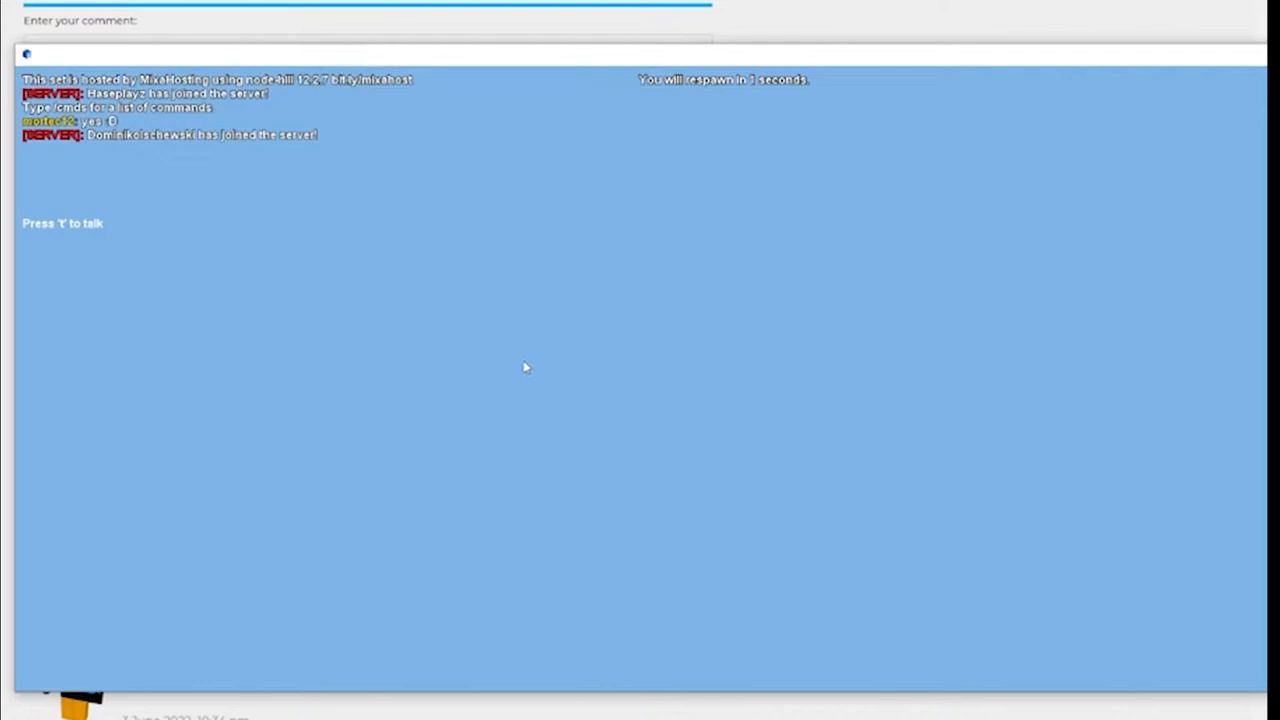 Enter your comment:
This set is hosted by MixaHosting using node-hill 12.2.7 bit.ly/mixahost
You will respawn in 1 seconds.
[SERVER]: Haseplayz has joined the server!
Type /cmds for a list of commands.
yes :D
[SERVER]: Dominikolschewski has joined the server!
Press 't' to talk